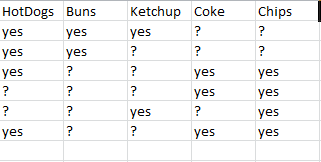 HotDogs Buns Ketchup Coke Chips
yes yes yes ? ?
yes yes ? ? ?
yes ? ? yes yes
? ? ? yes yes
? ? yes ? yes
yes ? ? yes yes